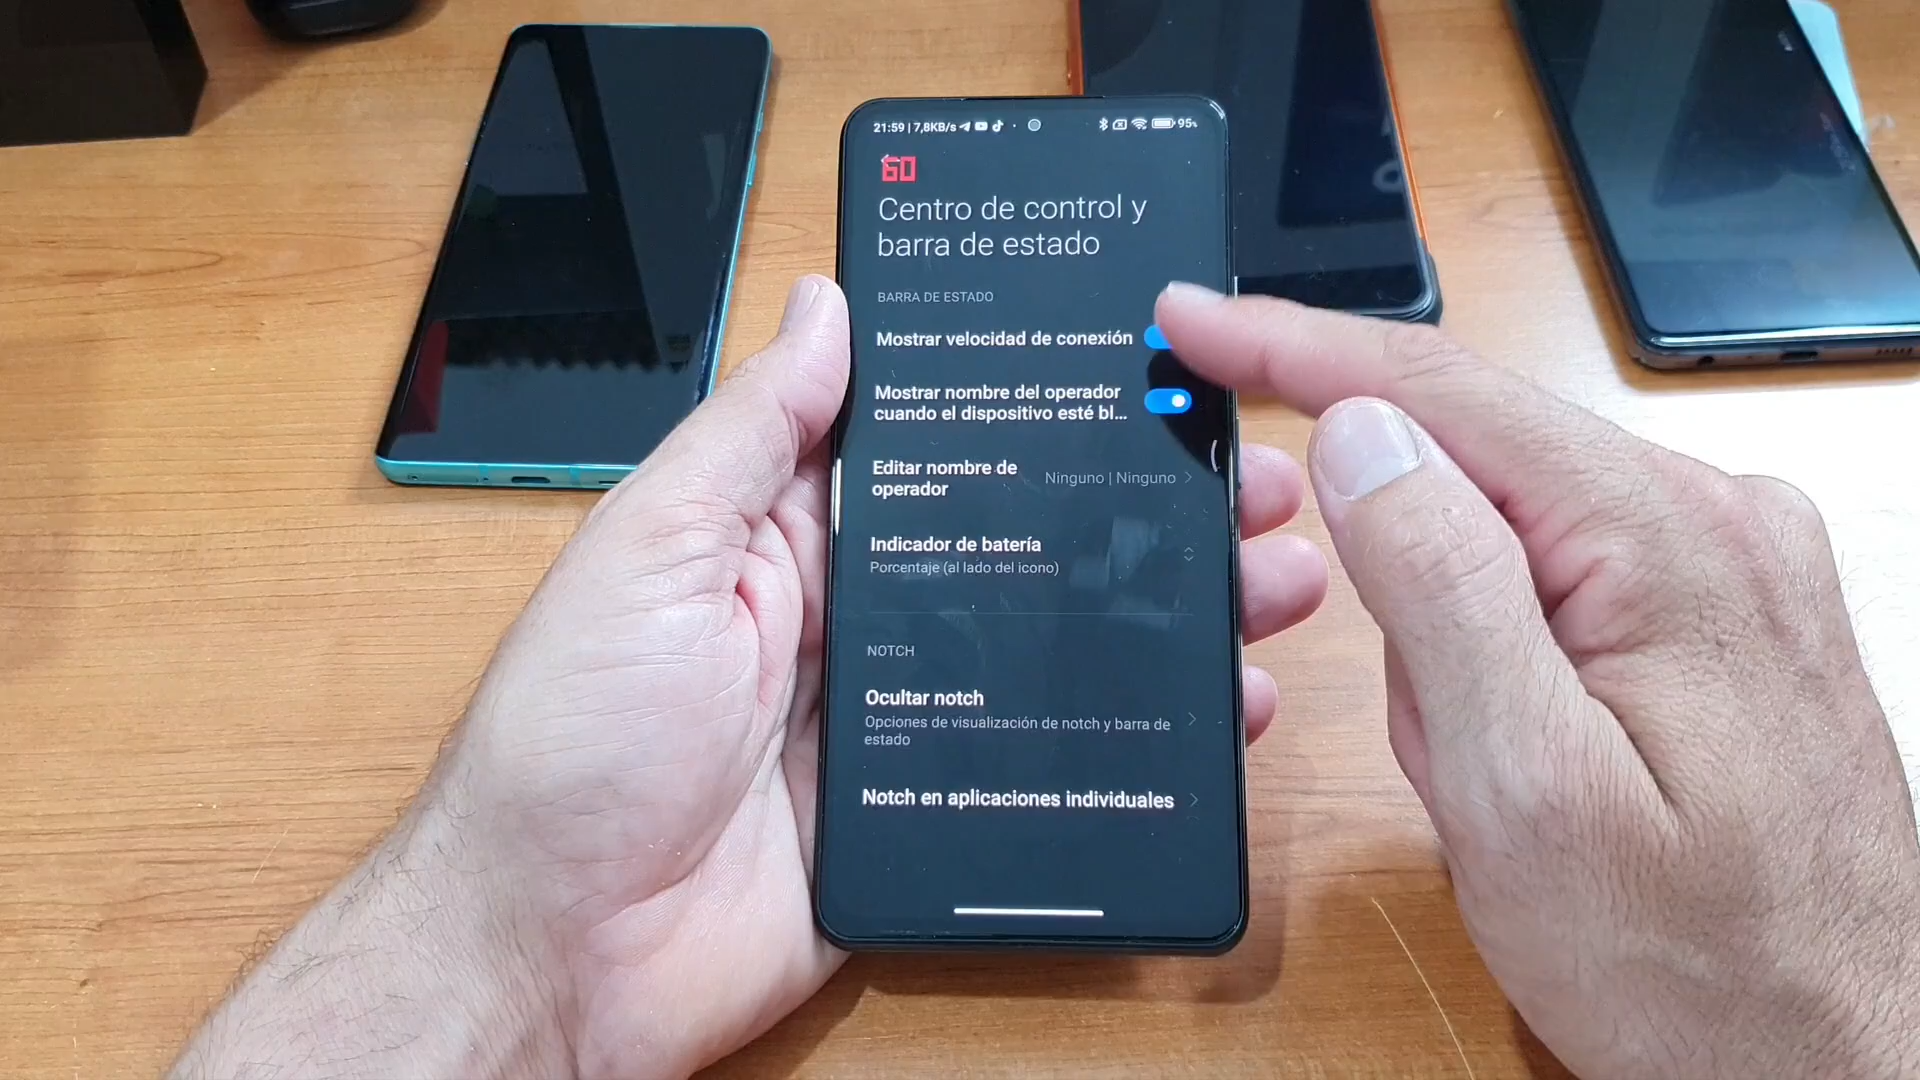 21:59 | 7,8KB/s
95%
60
Centro de control y
barra de estado
BARRA DE ESTADO
Mostrar velocidad de conexión
Mostrar nombre del operador
cuando el dispositivo esté bl...
Editar nombre de
operador
Ninguno | Ninguno
Indicador de batería
Porcentaje (al lado del icono)
NOTCH
Ocultar notch
Opciones de visualización de notch y barra de
estado
Notch en aplicaciones individuales